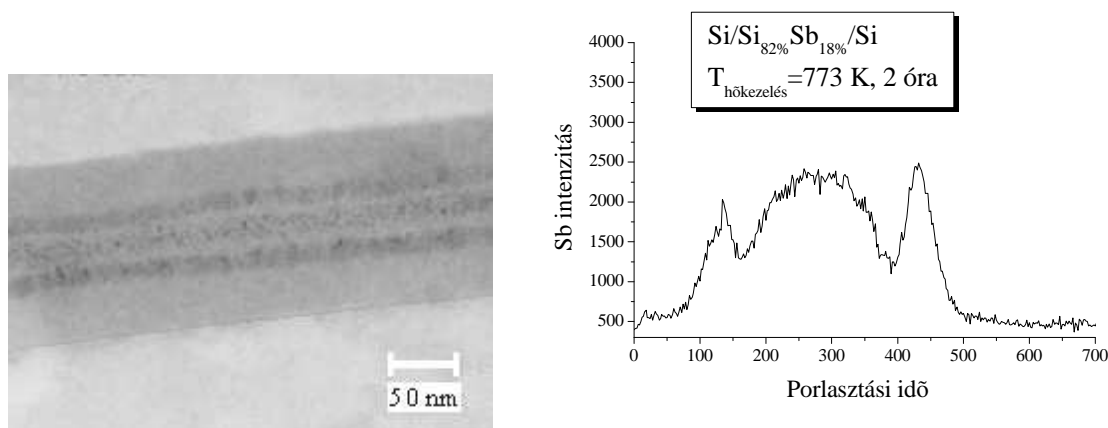 50 nm
Si/Si82%Sb18%/Si
Thõkezelés=773 K, 2 óra
Sb intenzitás
4000
3500
3000
2500
2000
1500
1000
500
0 100 200 300 400 500 600 700
Porlasztási idõ